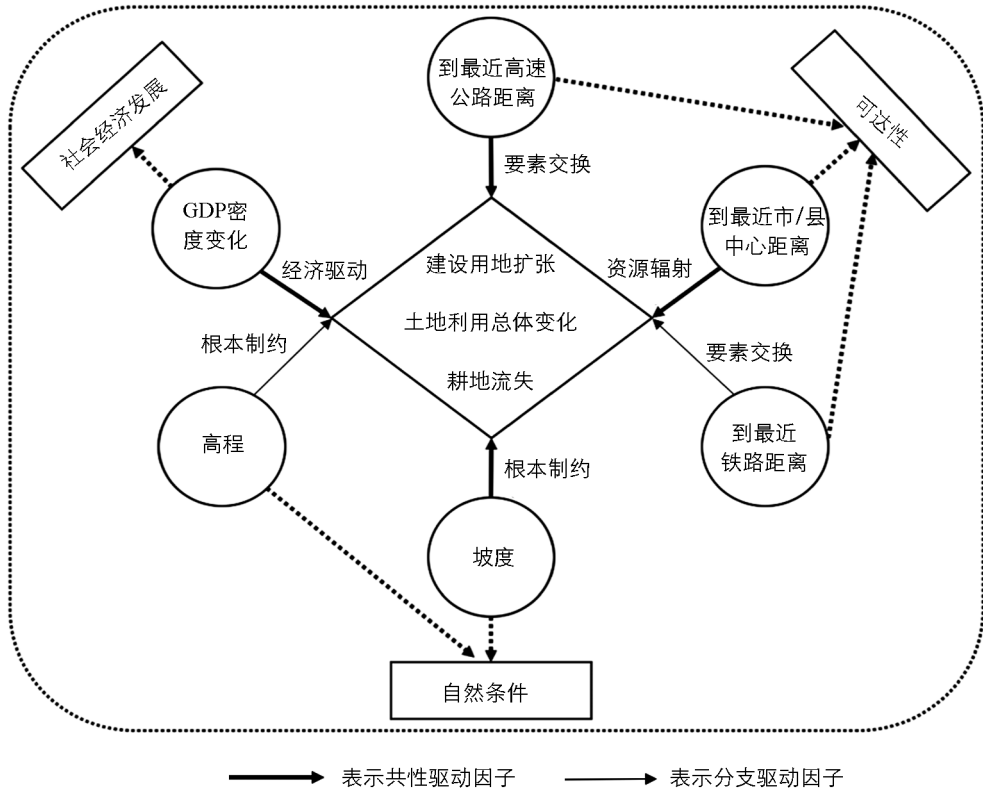 到最近高速
公路距离
社会经济发展
可达性
要素交换
GDP密
度变化
到最近市/县
中心距离
经济驱动
建设用地扩张
资源辐射
土地利用总体变化
根本制约
要素交换
耕地流失
高程
到最近
铁路距离
根本制约
坡度
自然条件
表示共性驱动因子
表示分支驱动因子